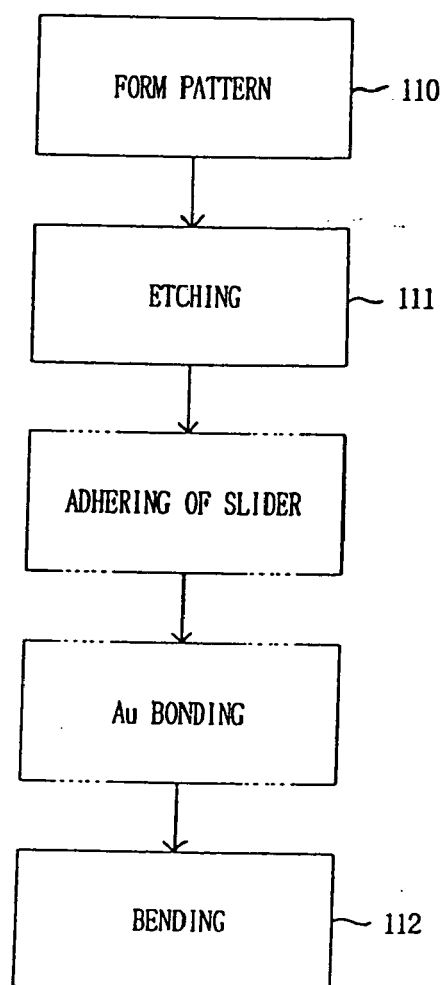 FORM PATTERN
110
ETCHING
111
ADHERING OF SLIDER
Au BONDING
BENDING
112